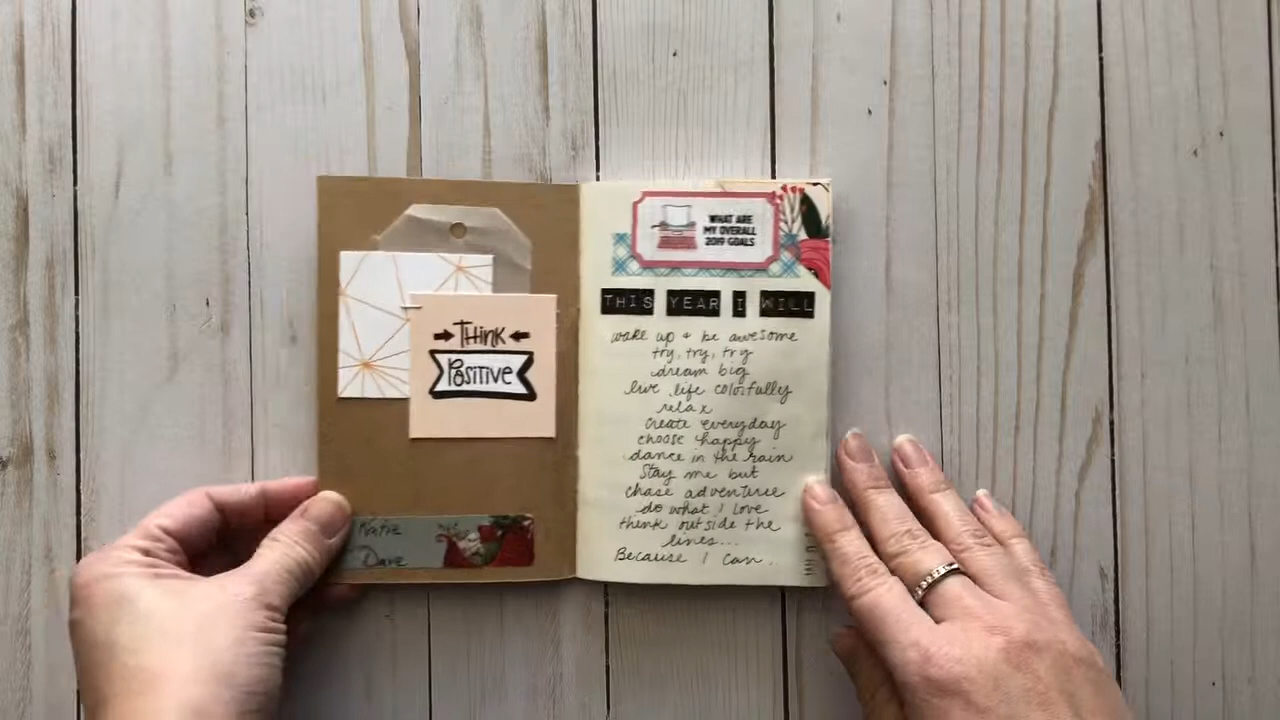 THINK
Positive
Katie
Dave
WHAT ARE
MY OVERALL
2019 GOALS
THIS YEAR I WILL
wake up + be awesome
try, try, try
dream big
live life colorfully
relax
create everyday
choose happy
dance in the rain
Stay me but
chase adventure
do what I love
think outside the
lines...
Because I can.